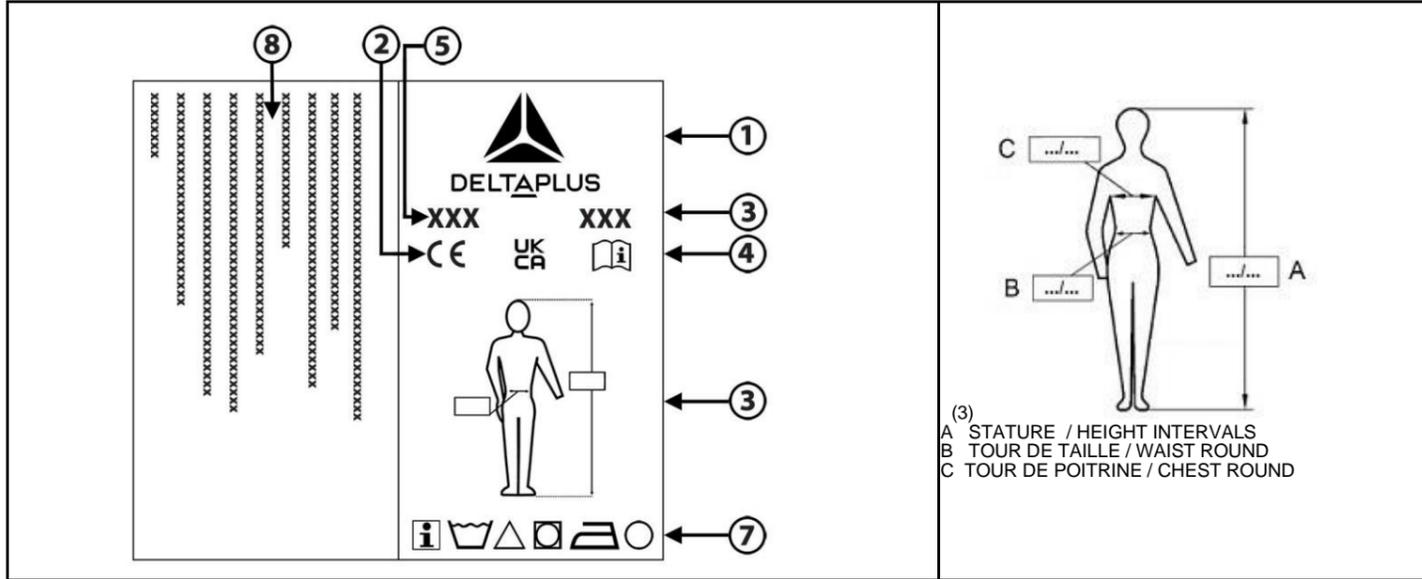 8 2 5
1
DELTAPLUS
XXX XXX 3
CE UK CA i 4
3
i 7
C .../...
.../... A
B .../...
(3)
A STATURE / HEIGHT INTERVALS
B TOUR DE TAILLE / WAIST ROUND
C TOUR DE POITRINE / CHEST ROUND